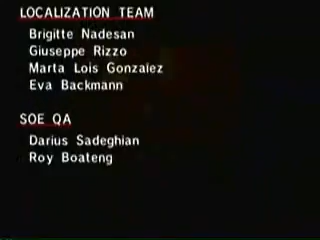 LOCALIZATION TEAM
Brigitte Nadesan
Giuseppe Rizzo
Marta Lois Gonzalez
Eva Backmann
SOE QA
Darius Sadeghian
Roy Boateng